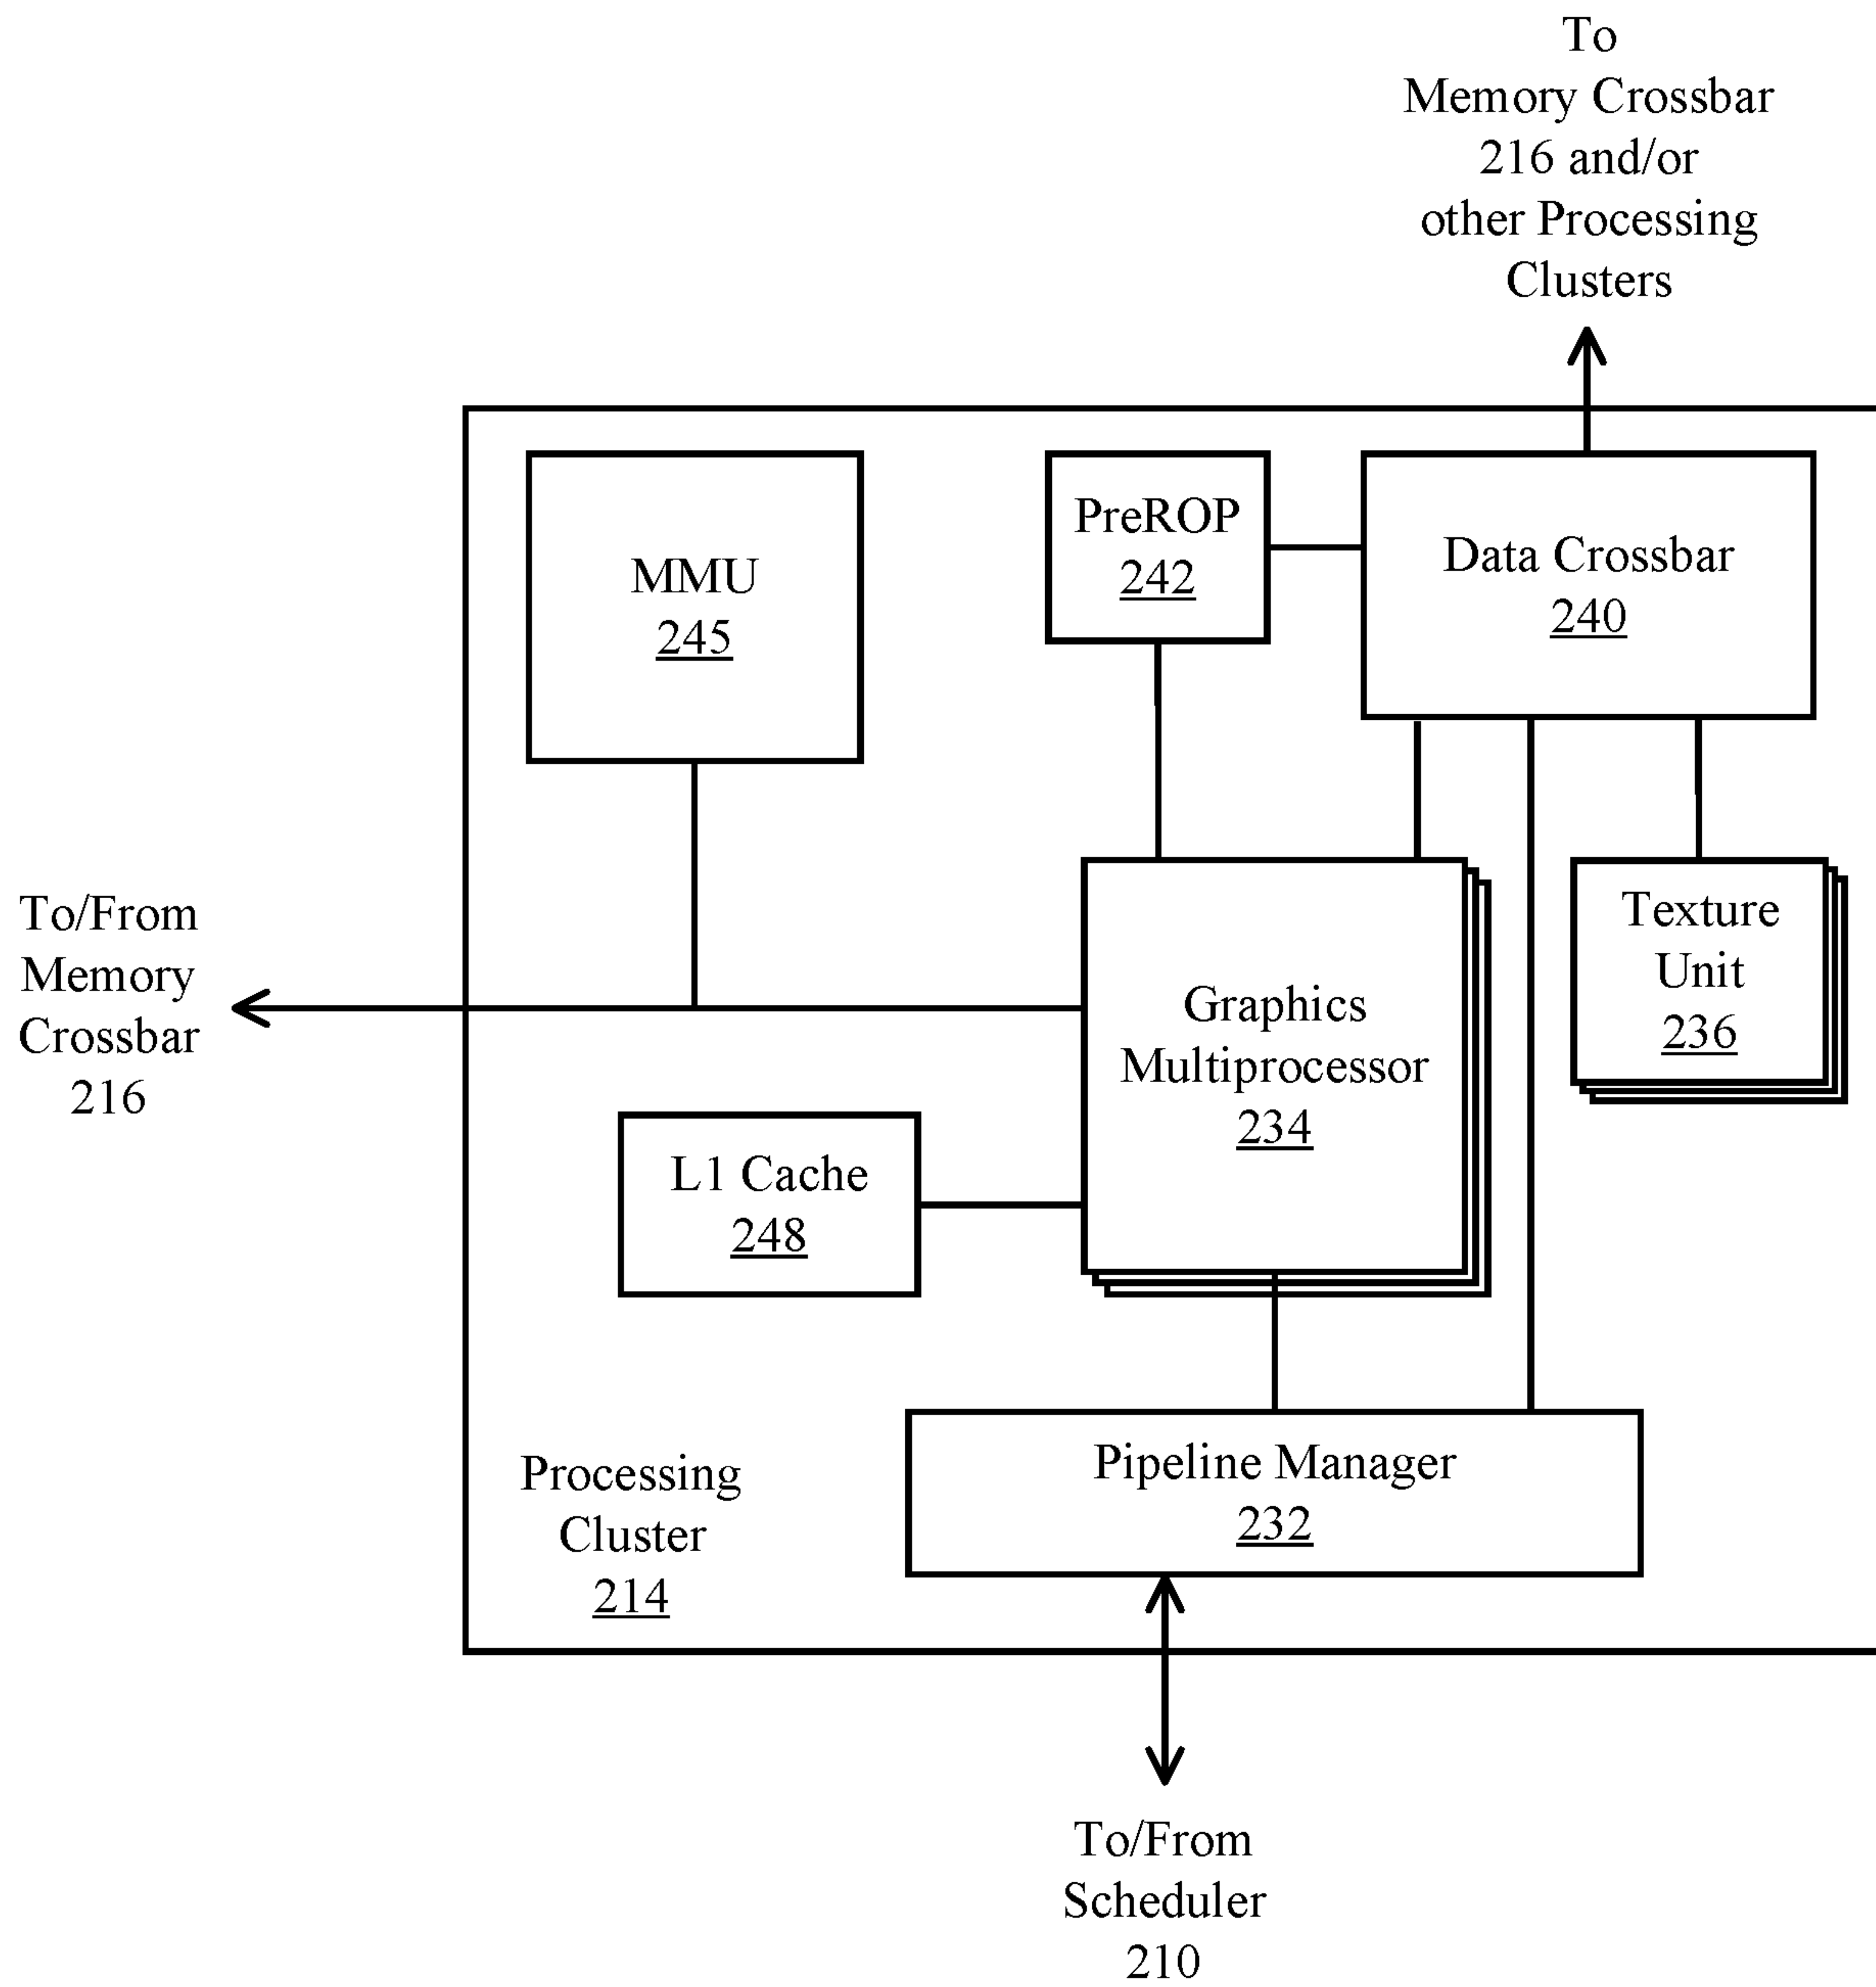 To
Memory Crossbar
216 and/or
other Processing
Clusters
MMU
245
PreROP
242
Data Crossbar
240
To/From
Memory
Crossbar
216
Graphics
Multiprocessor
234
Texture
Unit
236
L1 Cache
248
Processing
Cluster
214
Pipeline Manager
232
To/From
Scheduler
210